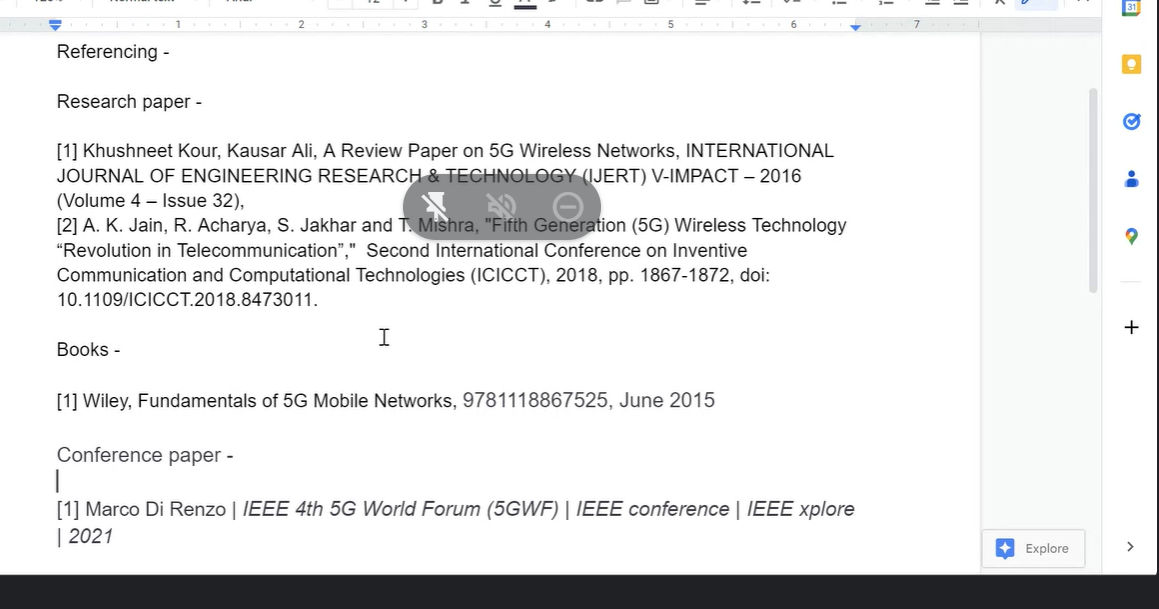 1 2 3 4 5 6 7
31
Referencing -
Research paper -
[1] Khushneet Kour, Kausar Ali, A Review Paper on 5G Wireless Networks, INTERNATIONAL
JOURNAL OF ENGINEERING RESEARCH & TECHNOLOGY (IJERT) V-IMPACT – 2016
(Volume 4 – Issue 32),
[2] A. K. Jain, R. Acharya, S. Jakhar and T. Mishra, "Fifth Generation (5G) Wireless Technology
“Revolution in Telecommunication”,"  Second International Conference on Inventive
Communication and Computational Technologies (ICICCT), 2018, pp. 1867-1872, doi:
10.1109/ICICCT.2018.8473011.
Books -
[1] Wiley, Fundamentals of 5G Mobile Networks, 9781118867525, June 2015
Conference paper -
[1] Marco Di Renzo | IEEE 4th 5G World Forum (5GWF) | IEEE conference | IEEE xplore
| 2021
Explore